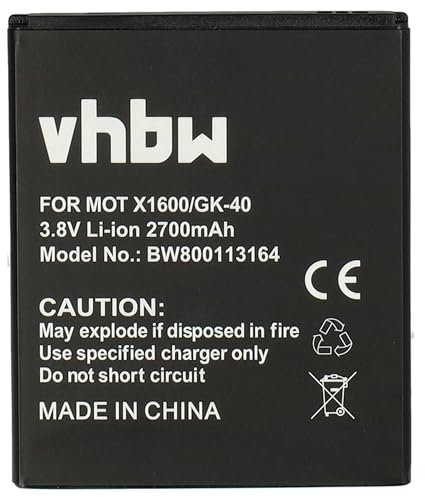 vhbw
FOR MOT X1600/GK-40
3.8V Li-ion 2700mAh
Model No.: BW800113164
CE
CAUTION:
May explode if disposed in fire
Use specified charger only
Do not short circuit
MADE IN CHINA